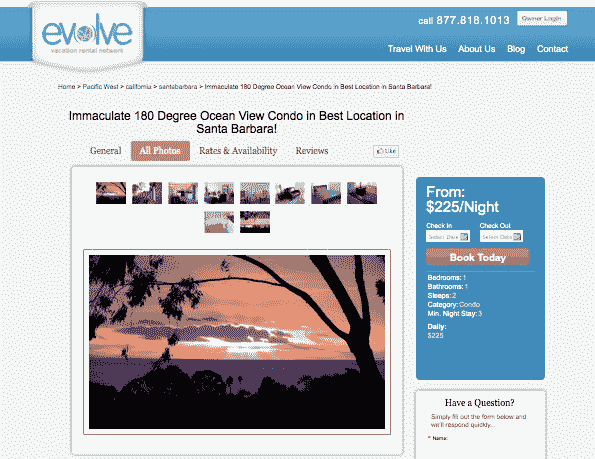 call 877.818.1013
Owner Login
evolve
vacation rental network
Travel With Us About Us Blog Contact
Home > Pacific West > california > santabarbara > Immaculate 180 Degree Ocean View Condo in Best Location in Santa Barbara!
Immaculate 180 Degree Ocean View Condo in Best Location in
Santa Barbara!
General All Photos Rates & Availability Reviews Like
From:
$225/Night
Check In Check Out
Select Date Select Date
Book Today
Bedrooms: 1
Bathrooms: 1
Sleeps: 2
Category: Condo
Min. Night Stay: 3
Daily:
$225
Have a Question?
Simply fill out the form below and
we'll respond quickly...
* Name: